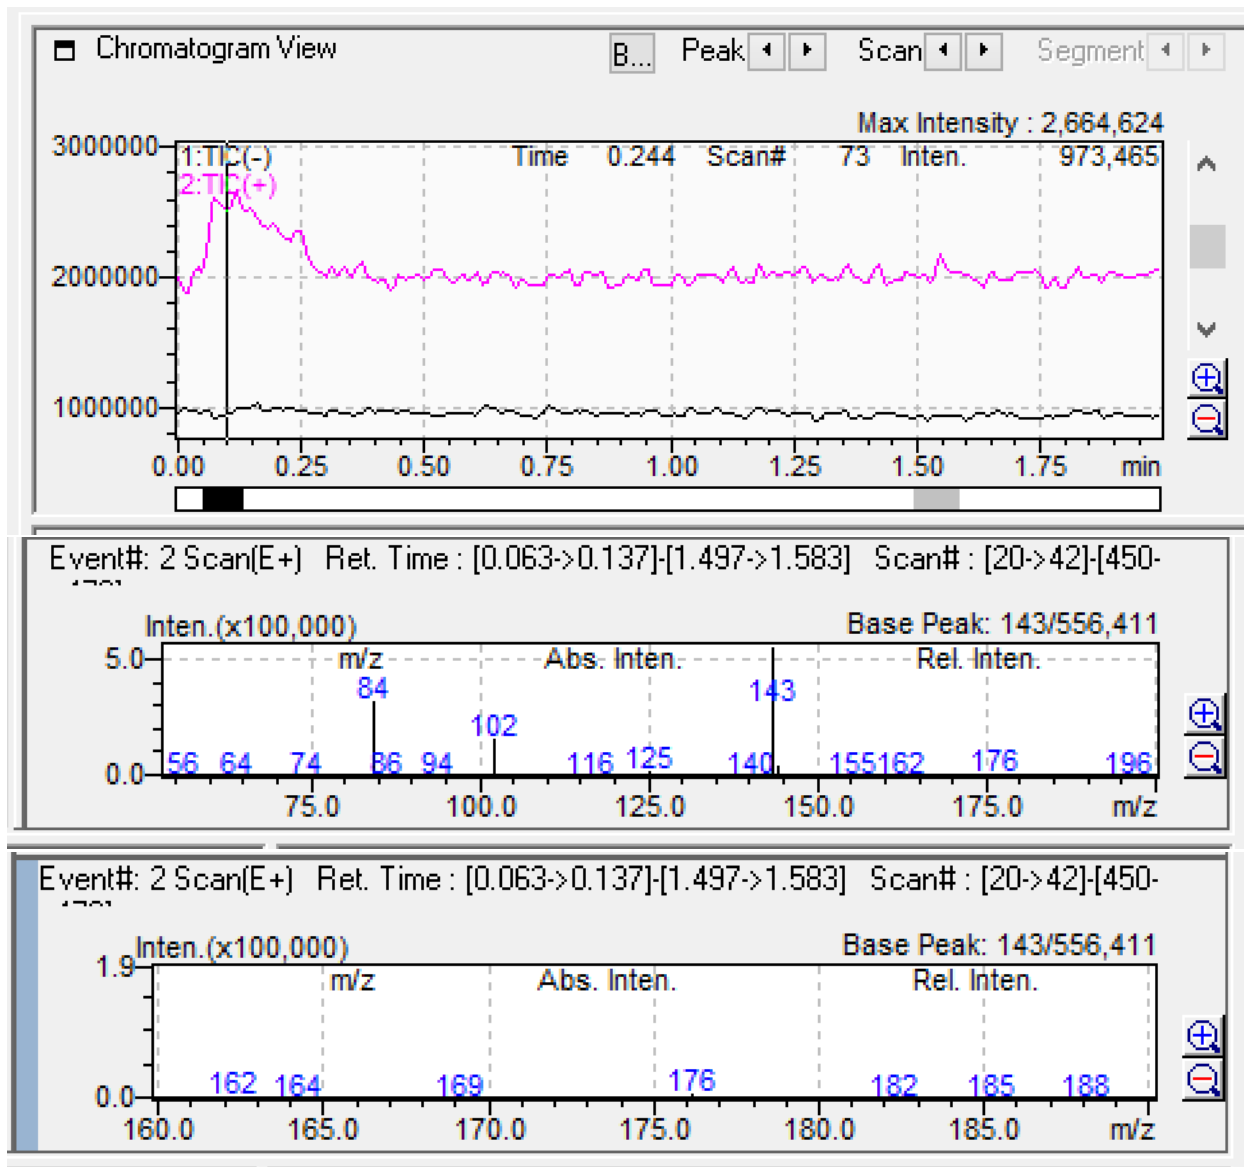 Chromatogram View B... Peak Scan Segment
Max Intensity : 2,664,624
3000000
1:TIC(-) Time 0.244 Scan# 73 Inten. 973,465
2:TIC(+)
2000000
1000000
0.00 0.25 0.50 0.75 1.00 1.25 1.50 1.75 min
Event#: 2 Scan(E+) Ret. Time : [0.063->0.137]-[1.497->1.583] Scan# : [20->42]-[450-
Inten.(x100,000) Base Peak: 143/556,411
5.0 m/z Abs. Inten. Rel. Inten.
84 143
102
56 64 74 86 94 116 125 140 155 162 176 196
0.0
75.0 100.0 125.0 150.0 175.0 m/z
Event#: 2 Scan(E+) Ret. Time : [0.063->0.137]-[1.497->1.583] Scan# : [20->42]-[450-
Inten.(x100,000) Base Peak: 143/556,411
1.9 m/z Abs. Inten. Rel. Inten.
162 164 169 176 182 185 188
0.0
160.0 165.0 170.0 175.0 180.0 185.0 m/z